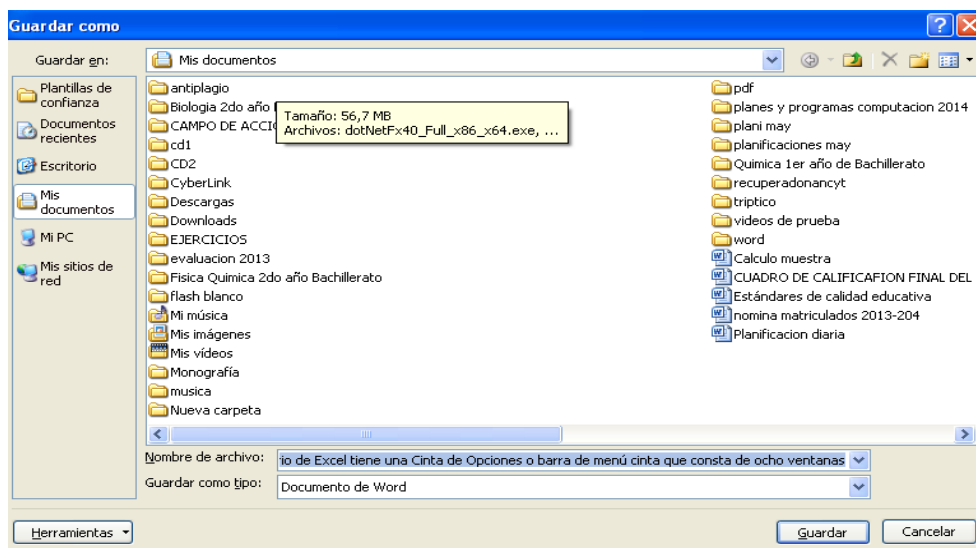 Guardar como
Guardar en:
Mis documentos
Plantillas de
confianza
Documentos
recientes
Escritorio
Mis
documentos
Mi PC
Mis sitios de
red
antiplagio
Biologia 2do año
CAMPO DE
cd1
CD2
CyberLink
Descargas
Downloads
EJERCICIOS
evaluacion 2013
Fisica Quimica 2do año Bachillerato
flash blanco
Mi música
Mis imágenes
Mis vídeos
Monografía
musica
Nueva carpeta
Tamaño: 56,7 MB
Archivos: dotNetFx40_Full_x86_x64.exe, ...
pdf
planes y programas computacion 2014
plani may
planificaciones may
Quimica 1er año de Bachillerato
recuperadonancyt
triptico
videos de prueba
word
Calculo muestra
CUADRO DE CALIFICAFION FINAL DEL
Estándares de calidad educativa
nomina matriculados 2013-204
Planificacion diaria
Nombre de archivo:
io de Excel tiene una Cinta de Opciones o barra de menú cinta que consta de ocho ventanas
Guardar como tipo:
Documento de Word
Herramientas
Guardar
Cancelar